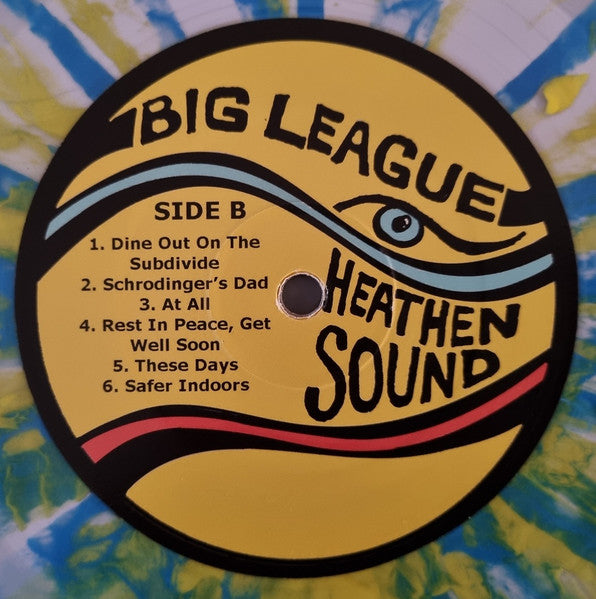 BIG LEAGUE
SIDE B
1. Dine Out On The
Subdivide
2. Schrodinger's Dad
3. At All
4. Rest In Peace, Get
Well Soon
5. These Days
6. Safer Indoors
HEATHEN
SOUND